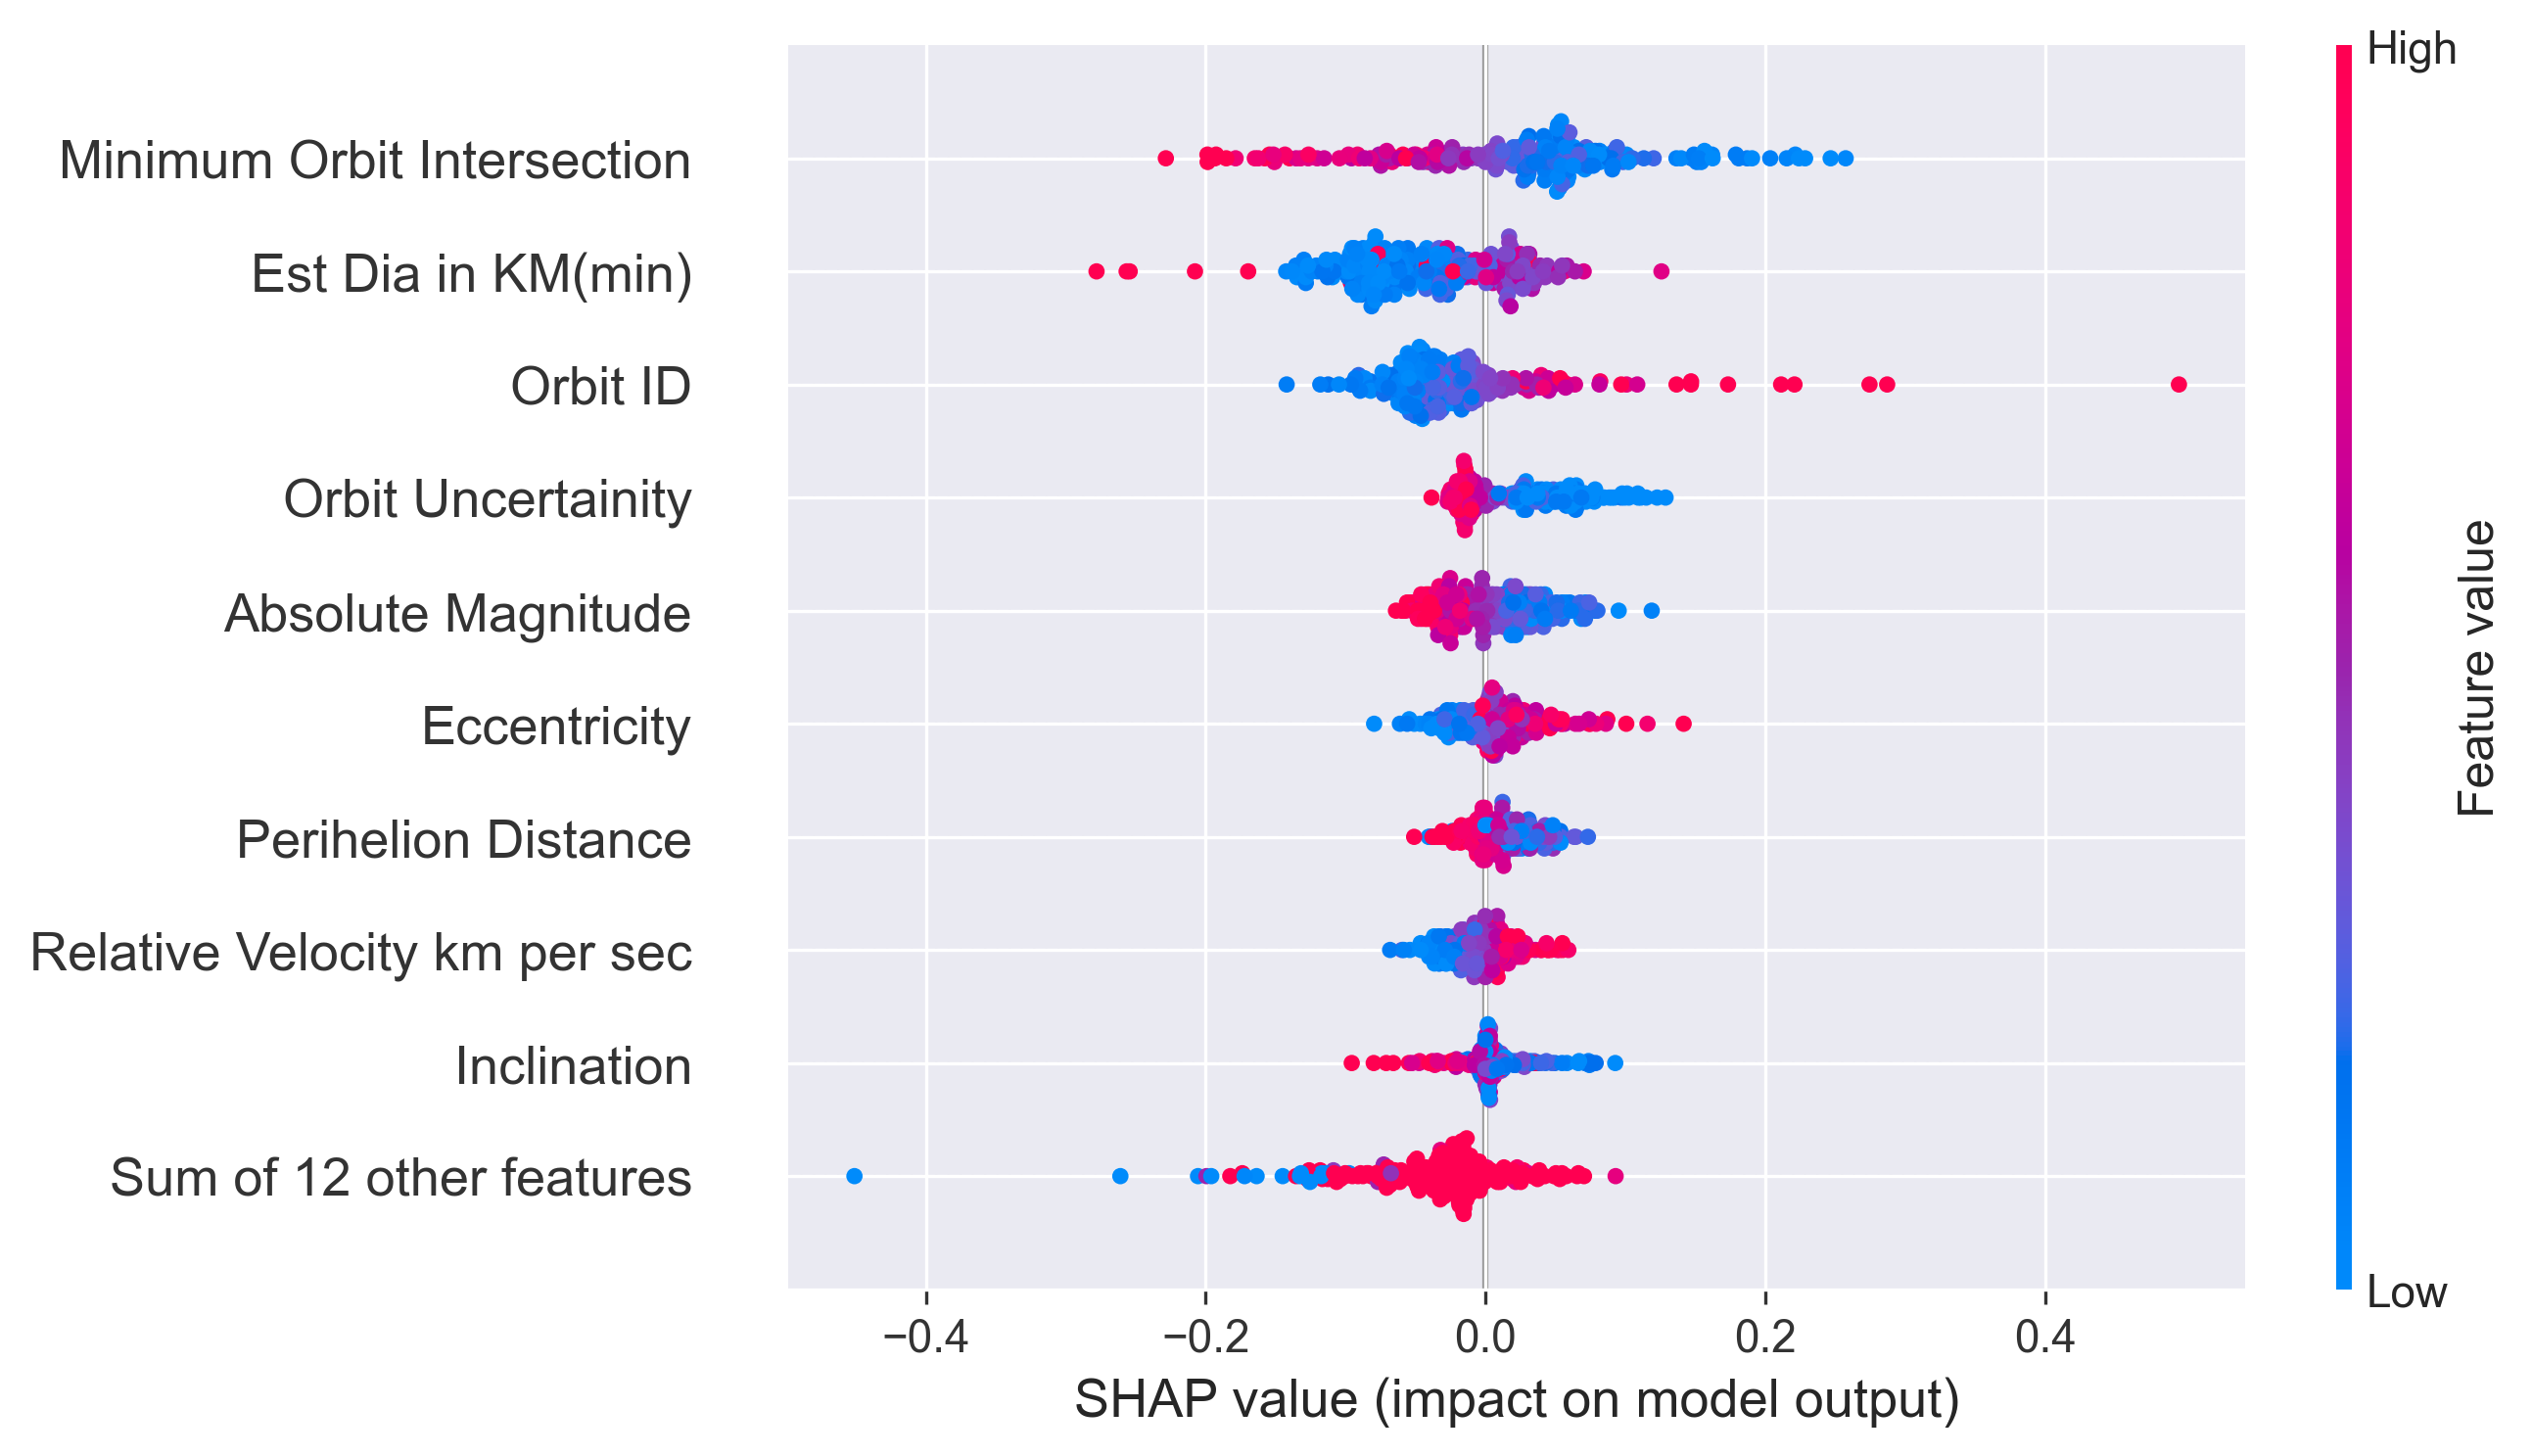 High
Minimum Orbit Intersection
Est Dia in KM(min)
Orbit ID
Orbit Uncertainity
Absolute Magnitude
Eccentricity
Perihelion Distance
Relative Velocity km per sec
Inclination
Sum of 12 other features
Feature value
Low
−0.4 −0.2 0.0 0.2 0.4
SHAP value (impact on model output)